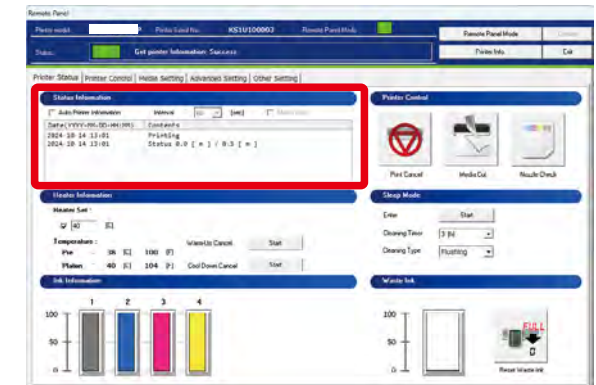 Remote Panel
Printer model: Printer Serial No. KS1U100003 Remote Panel Mode
Remote Panel Mode
Status: Get printer information: Success
Printer Info.
Exit
Printer Status Printer Control Media Setting Advanced Setting Other Setting
Status Information
Auto Printer Information Interval 60 [sec]
Date(YYYY-MM-DD-HH:MM) Contents
2024-10-14 13:01 Printing
2024-10-14 13:01 Status 0.0 [ m ] / 0.3 [ m ]
Printer Control
Print Cancel Media Cut Nozzle Check
Heater Information
Heater Set :
40 [C]
Temperature :
Pre 36 [C] 100 [F] Warm Up Cancel Start
Platen 40 [C] 104 [F] Cool Down Cancel Start
Sleep Mode
Enter Start
Cleaning Timer
Cleaning Type Flushing
Ink Information
1 2 3 4
100
50
0
Waste Ink
100
50
0
FULL
0
Reset Waste Ink